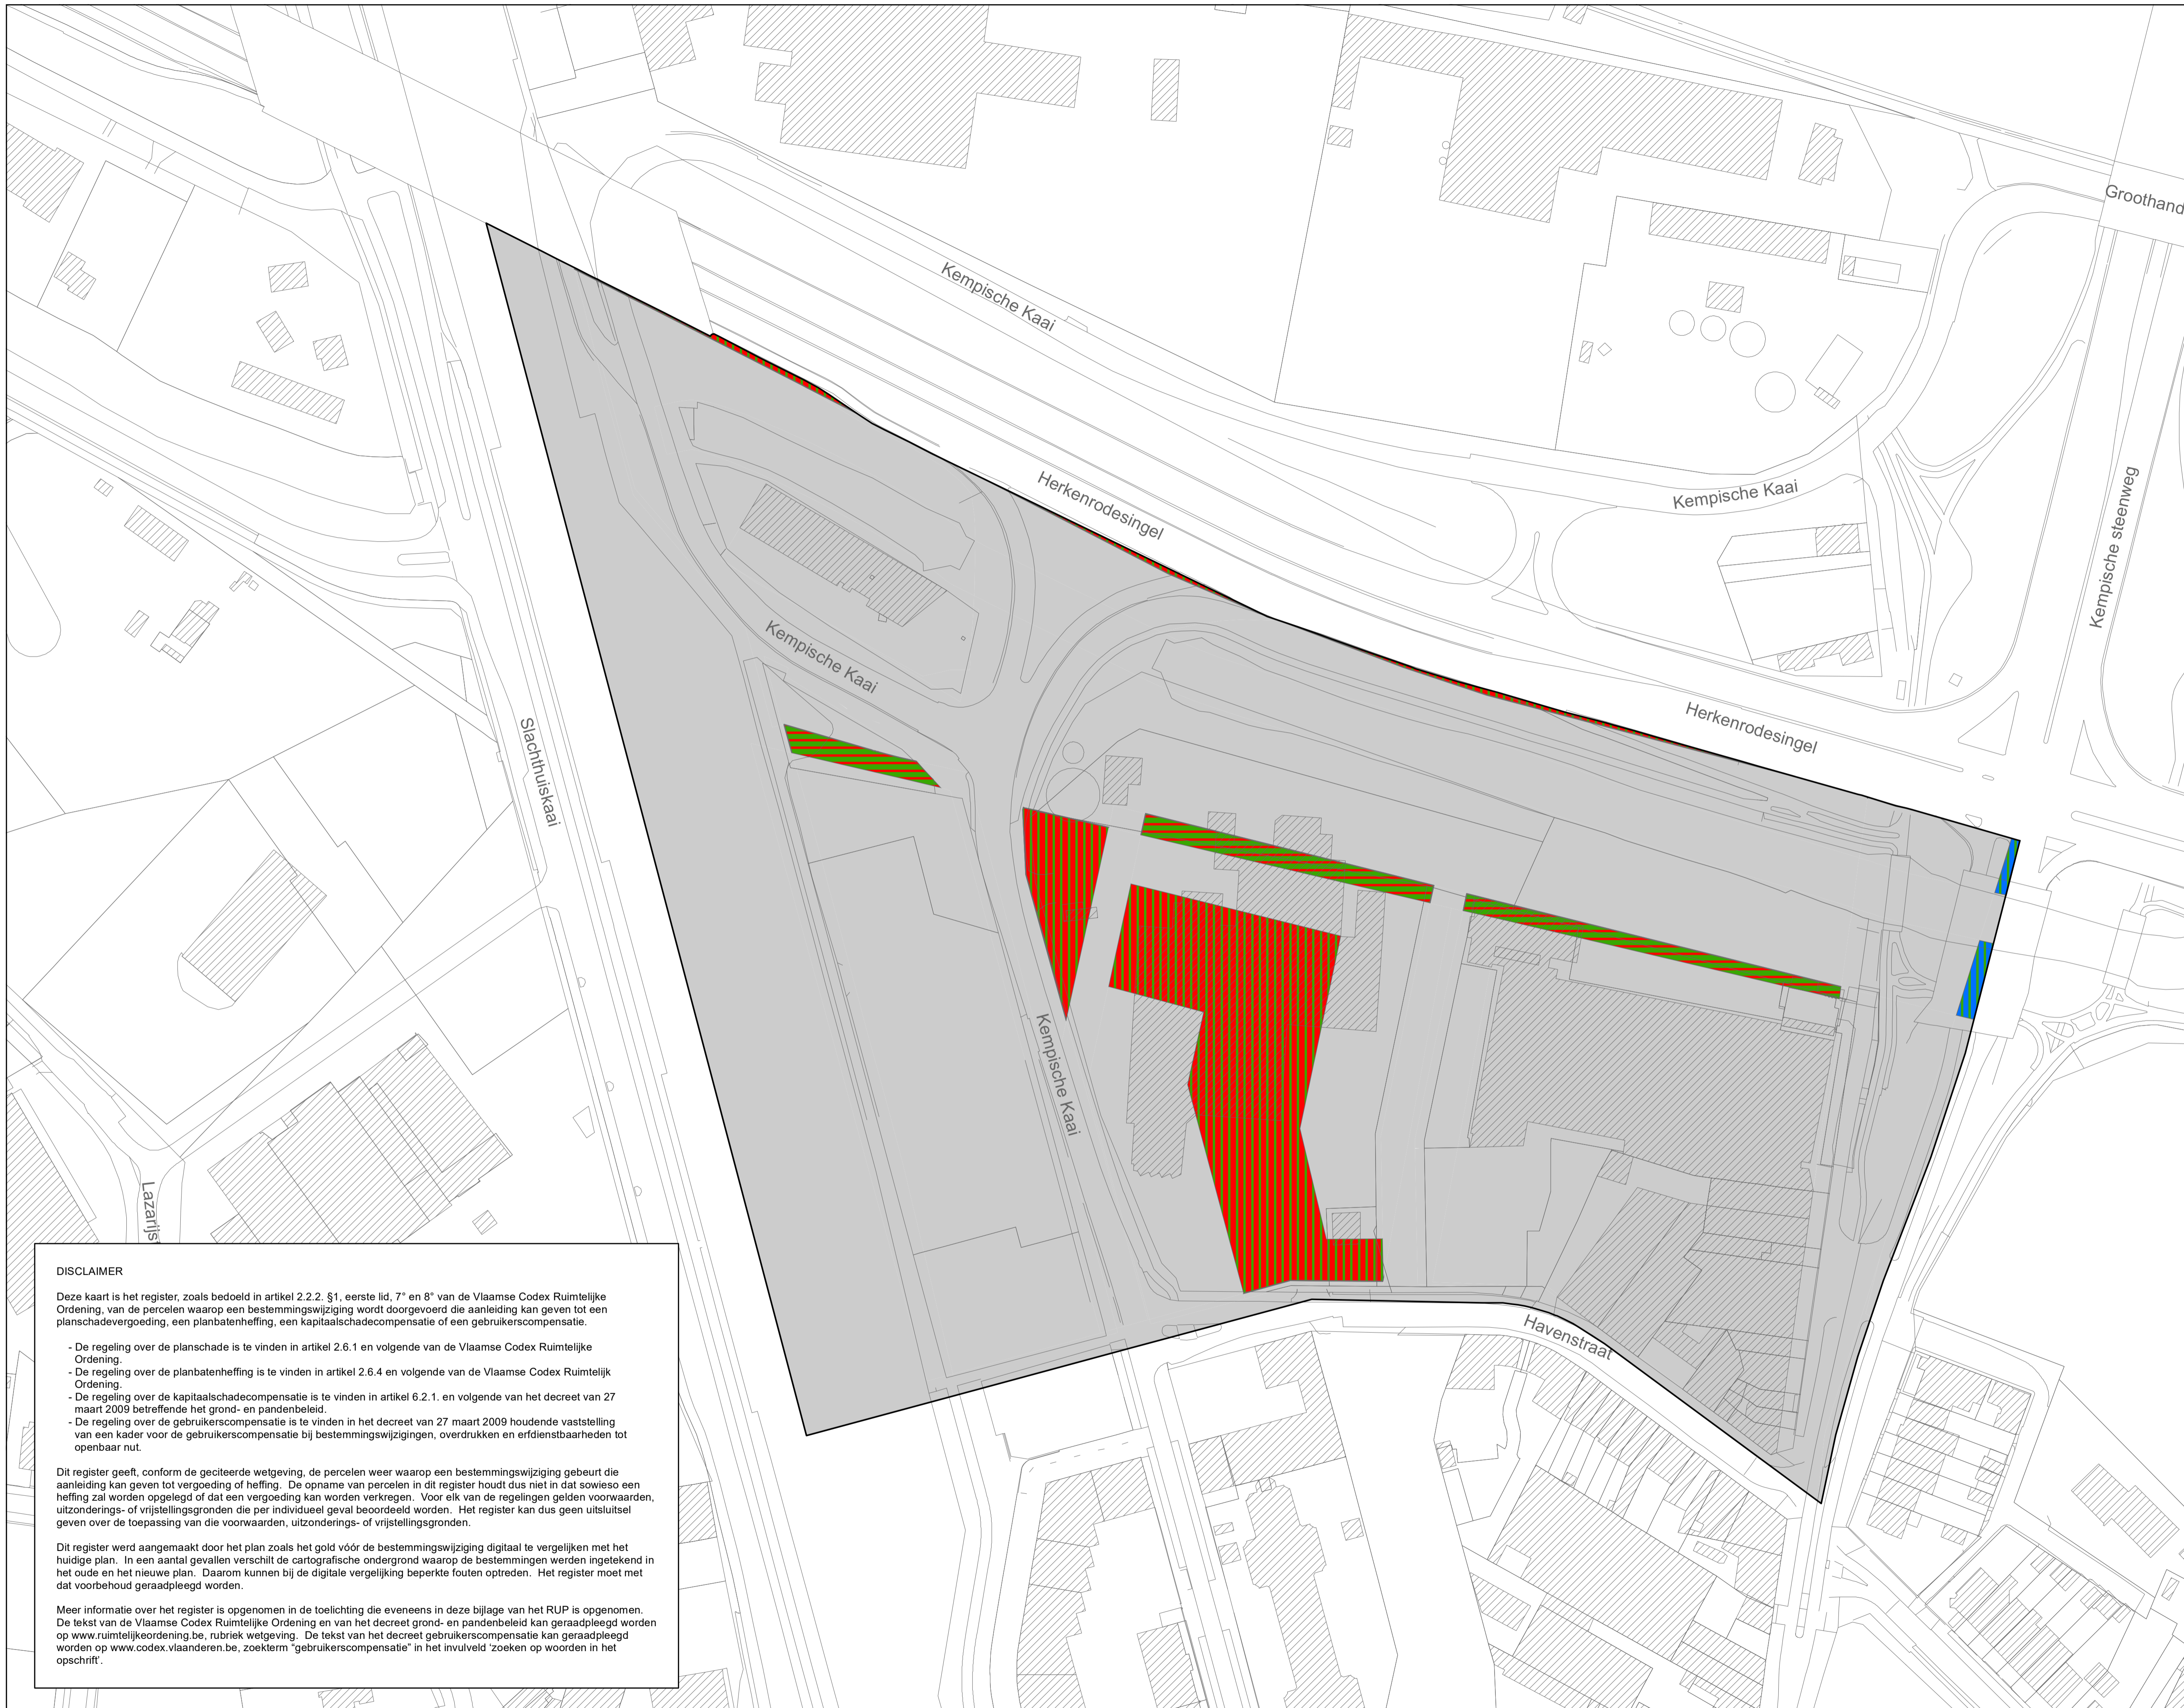 Groothand
Kempische Kaai
Kempische Kaai
Kempische steenweg
Herkenrodesingel
Herkenrodesingel
Kempische Kaai
Slachthuiskaai
Kempische Kaai
Lazarijs
Havenstraat
DISCLAIMER
Deze kaart is het register, zoals bedoeld in artikel 2.2.2. §1, eerste lid, 7° en 8° van de Vlaamse Codex Ruimtelijke
Ordening, van de percelen waarop een bestemmingswijziging wordt doorgevoerd die aanleiding kan geven tot een
planschadevergoeding, een planbatenheffing, een kapitaalschadecompensatie of een gebruikerscompensatie.
- De regeling over de planschade is te vinden in artikel 2.6.1 en volgende van de Vlaamse Codex Ruimtelijke
Ordening.
- De regeling over de planbatenheffing is te vinden in artikel 2.6.4 en volgende van de Vlaamse Codex Ruimtelijk
Ordening.
- De regeling over de kapitaalschadecompensatie is te vinden in artikel 6.2.1. en volgende van het decreet van 27
maart 2009 betreffende het grond- en pandenbeleid.
- De regeling over de gebruikerscompensatie is te vinden in het decreet van 27 maart 2009 houdende vaststelling
van een kader voor de gebruikerscompensatie bij bestemmingswijzigingen, overdrukken en erfdienstbaarheden tot
openbaar nut.
Dit register geeft, conform de geciteerde wetgeving, de percelen weer waarop een bestemmingswijziging gebeurt die
aanleiding kan geven tot vergoeding of heffing. De opname van percelen in dit register houdt dus niet in dat sowieso een
heffing zal worden opgelegd of dat een vergoeding kan worden verkregen. Voor elk van de regelingen gelden voorwaarden,
uitzonderings- of vrijstellingsgronden die per individueel geval beoordeeld worden. Het register kan dus geen uitsluitsel
geven over de toepassing van die voorwaarden, uitzonderings- of vrijstellingsgronden.
Dit register werd aangemaakt door het plan zoals het gold vóór de bestemmingswijziging digitaal te vergelijken met het
huidige plan. In een aantal gevallen verschilt de cartografische ondergrond waarop de bestemmingen werden ingetekend in
het oude en het nieuwe plan. Daarom kunnen bij de digitale vergelijking beperkte fouten optreden. Het register moet met
dat voorbehoud geraadpleegd worden.
Meer informatie over het register is opgenomen in de toelichting die eveneens in deze bijlage van het RUP is opgenomen.
De tekst van de Vlaamse Codex Ruimtelijke Ordening en van het decreet grond- en pandenbeleid kan geraadpleegd worden
op www.ruimtelijkeordening.be, rubriek wetgeving. De tekst van het decreet gebruikerscompensatie kan geraadpleegd
worden op www.codex.vlaanderen.be, zoekterm “gebruikerscompensatie” in het invulveld ‘zoeken op woorden in het
opschrift’.